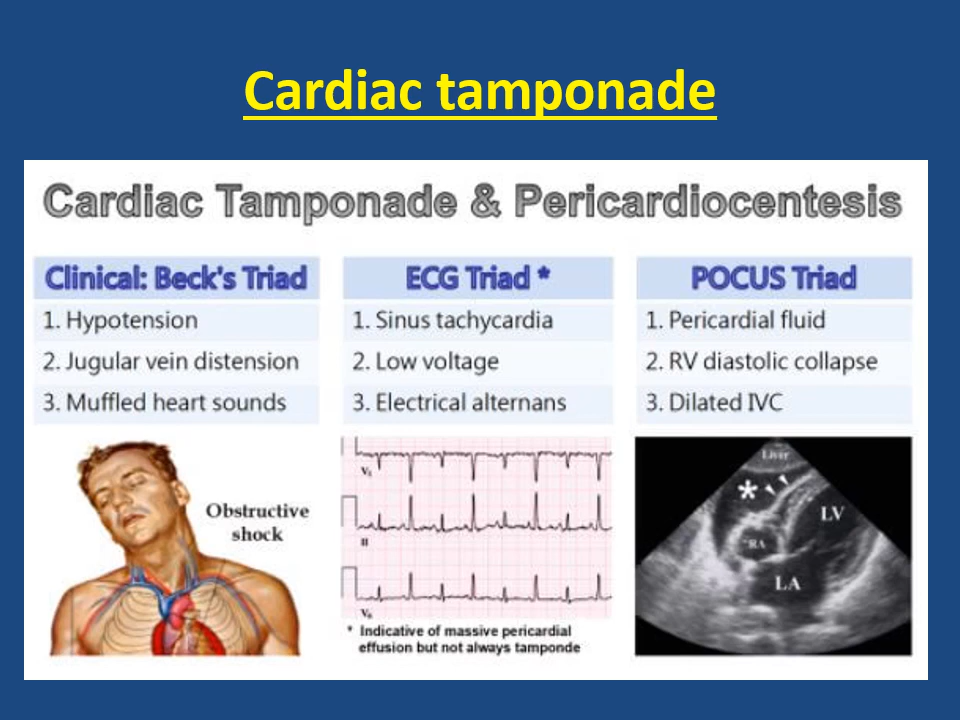 Cardiac tamponade
Cardiac Tamponade & Pericardiocentesis
Clinical: Beck's Triad
1. Hypotension
2. Jugular vein distension
3. Muffled heart sounds
Obstructive
shock
ECG Triad *
1. Sinus tachycardia
2. Low voltage
3. Electrical alternans
V₁
II
V₆
* Indicative of massive pericardial
effusion but not always tamponde
POCUS Triad
1. Pericardial fluid
2. RV diastolic collapse
3. Dilated IVC
Liver
*
LV
RA
LA